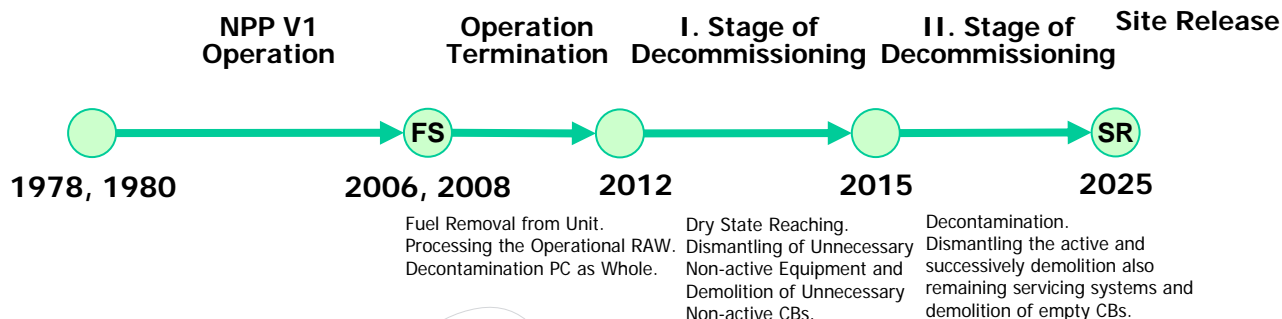 NPP V1
Operation
Operation
Termination
I. Stage of
Decommissioning
II. Stage of
Decommissioning
Site Release
FS
SR
1978, 1980
2006, 2008
2012
2015
2025
Fuel Removal from Unit.
Processing the Operational RAW.
Decontamination PC as Whole.
Dry State Reaching.
Dismantling of Unnecessary
Non-active Equipment and
Demolition of Unnecessary
Non-active CBs.
Decontamination.
Dismantling the active and
successively demolition also
remaining servicing systems and
demolition of empty CBs.